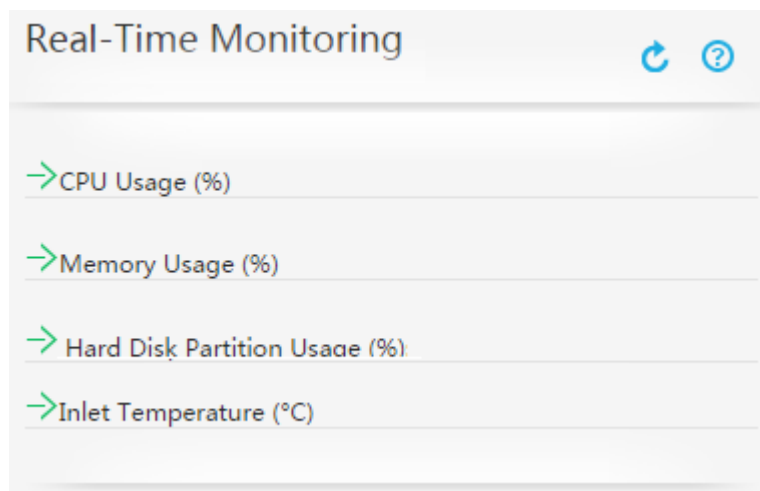 Real-Time Monitoring
CPU Usage (%)
Memory Usage (%)
Hard Disk Partition Usage (%)
Inlet Temperature (°C)